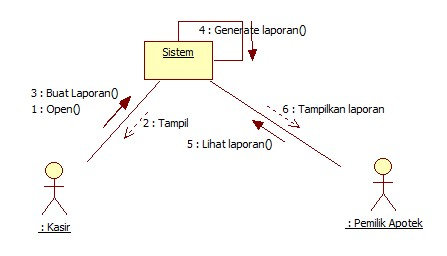 4 : Generate laporan()
Sistem
3 : Buat Laporan()
1 : Open()
2 : Tampil
6 : Tampilkan laporan
5 : Lihat laporan()
: Kasir
: Pemilik Apotek